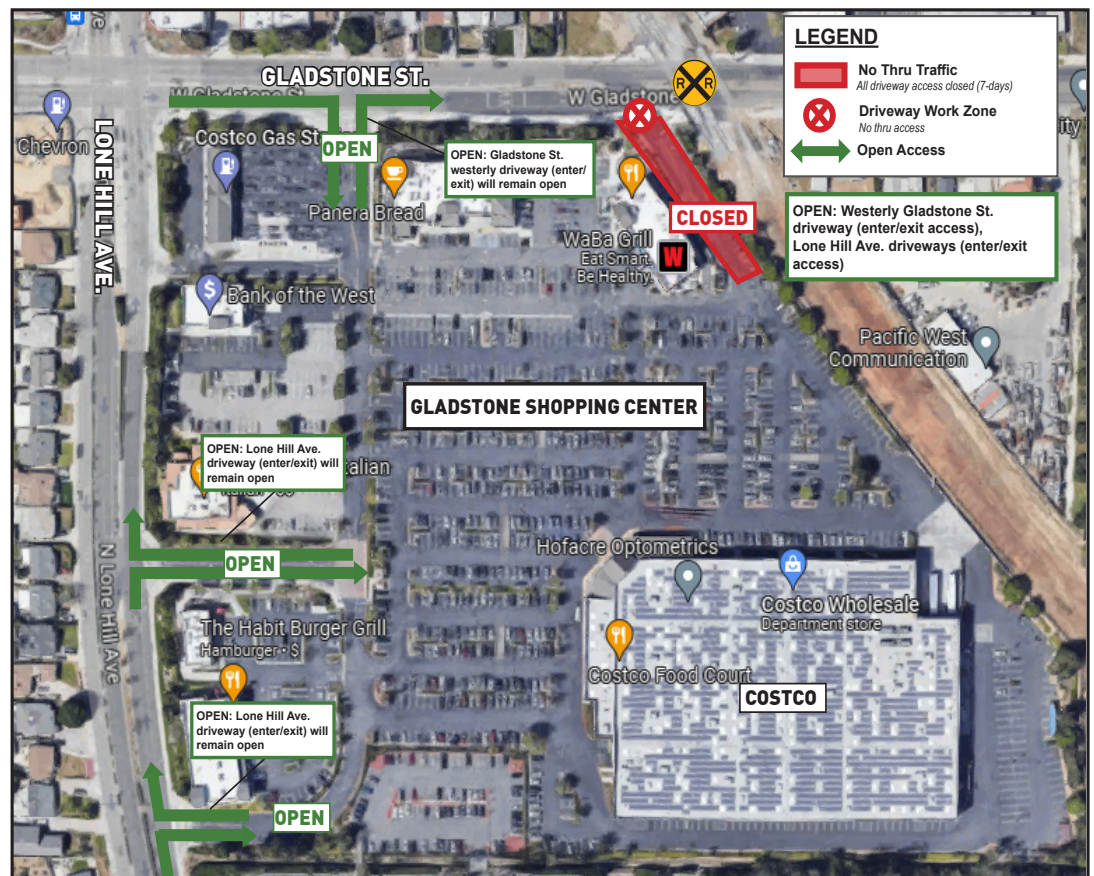 ve
LEGEND
No Thru Traffic
All driveway access closed (7-days)
Driveway Work Zone
No thru access
Open Access
GLADSTONE ST.
W Gladstone St
W Gladstone
R R
Chevron
LONE HILL AVE.
Costco Gas St
OPEN
OPEN: Gladstone St.
westerly driveway (enter/
exit) will remain open
ity
Panera Bread
CLOSED
OPEN: Westerly Gladstone St.
driveway (enter/exit access),
Lone Hill Ave. driveways (enter/exit
access)
WaBa Grill
Eat Smart.
Be Healthy.
W
$
Bank of the West
Pacific West
Communication
GLADSTONE SHOPPING CENTER
OPEN: Lone Hill Ave.
driveway (enter/exit) will
remain open
talian
Italian • $$
OPEN
N Lone Hill Ave
Hofacre Optometrics
Costco Wholesale
Department store
The Habit Burger Grill
Hamburger • $
Costco Food Court
COSTCO
OPEN: Lone Hill Ave.
driveway (enter/exit) will
remain open
OPEN